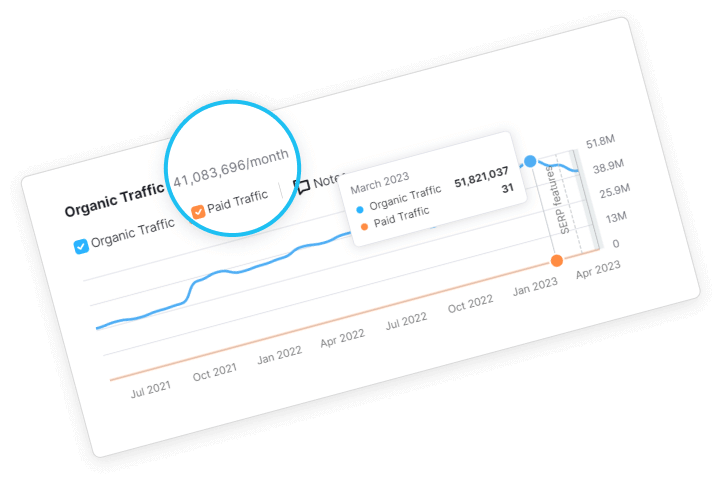 Organic Traffic 41,083,696/month
Organic Traffic Paid Traffic
March 2023
Organic Traffic 51,821,037
Paid Traffic 31
SERP features
51.8M
38.9M
25.9M
13M
0
Jul 2021 Oct 2021 Jan 2022 Apr 2022 Jul 2022 Oct 2022 Jan 2023 Apr 2023